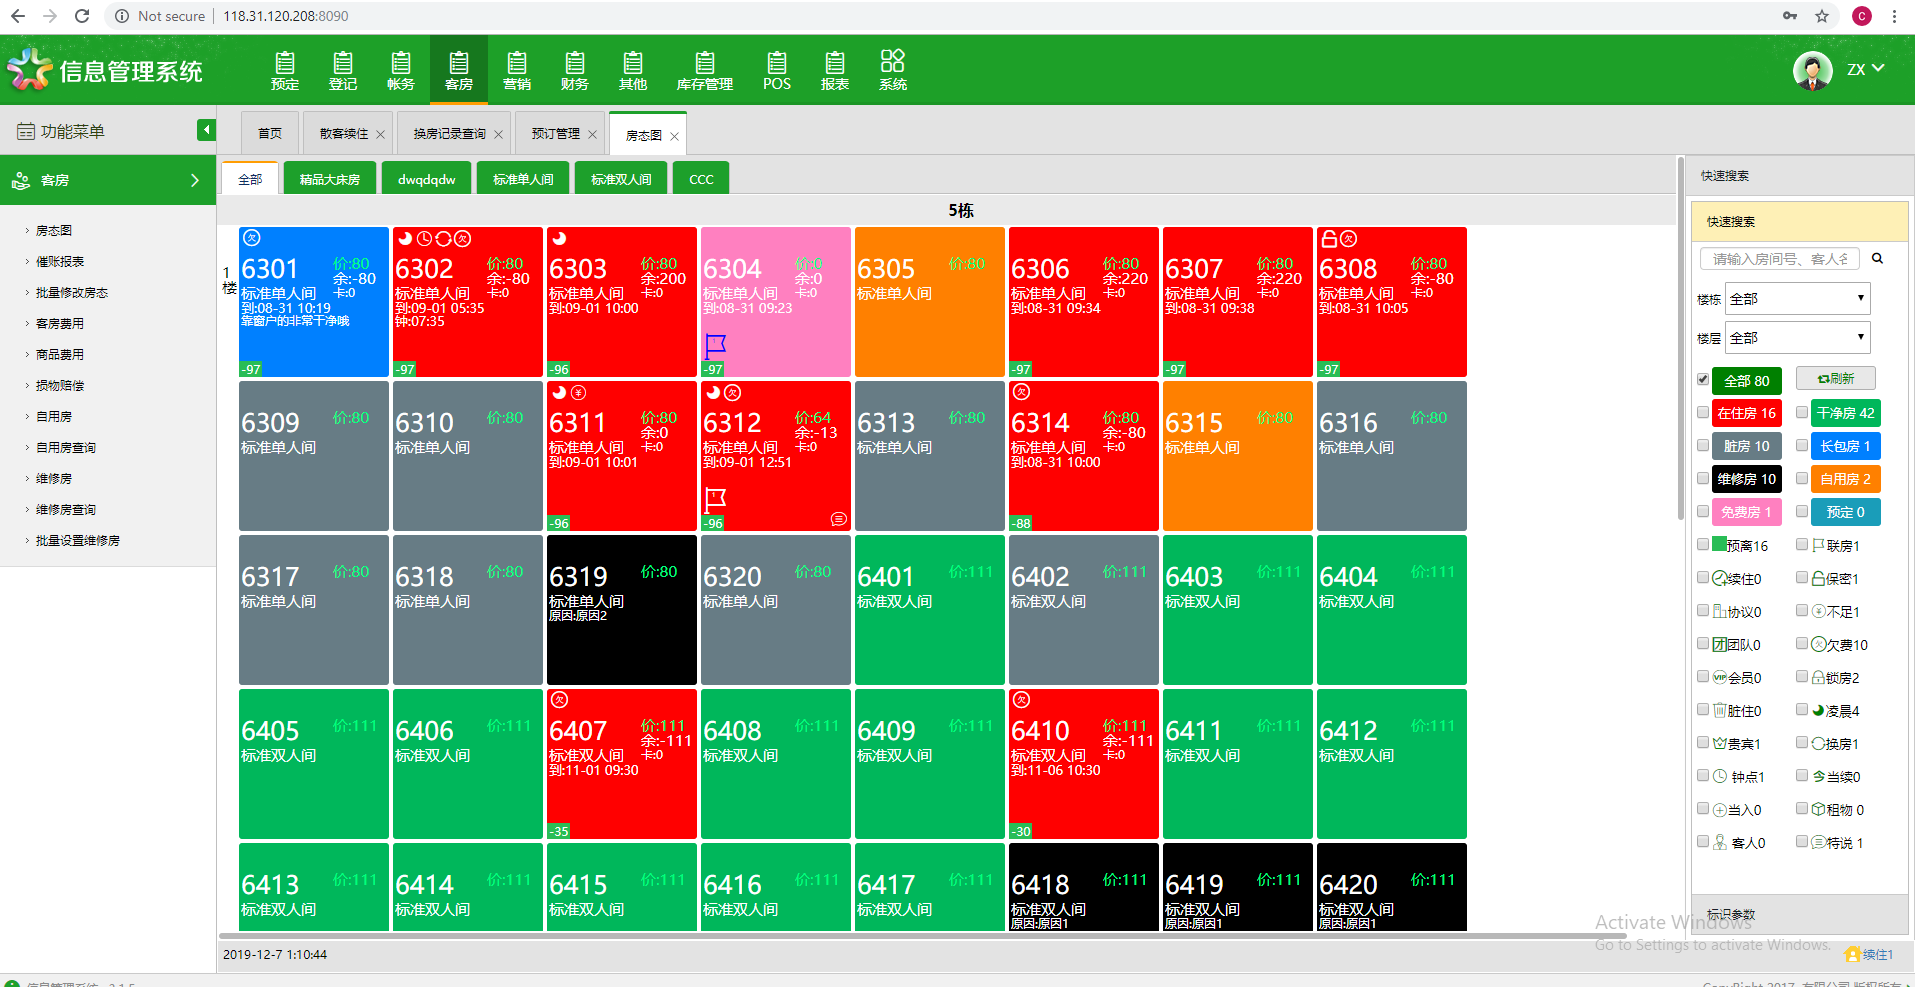 Not secure | 118.31.120.208:8090
信息管理系统
预定 登记 帐务 客房 营销 财务 其他 库存管理 POS 报表 系统
ZX
功能菜单
首页 散客续住 换房记录查询 预订管理 房态图
客房
房态图
催账报表
批量修改房态
客房费用
商品费用
损物赔偿
自用房
自用房查询
维修房
维修房查询
批量设置维修房
全部 精品大床房 dwqdqdw 标准单人间 标准双人间 CCC
5栋
1楼
欠
6301 价:80
余:-80
标准单人间 卡:0
到:08-31 10:19
靠窗户的非常干净哦
-97
欠
6302 价:80
余:-80
标准单人间 卡:0
到:09-01 05:35
钟:07:35
-97
6303 价:80
余:200
标准单人间 卡:0
到:09-01 10:00
-96
6304 价:0
余:0
标准单人间 卡:0
到:08-31 09:23
-97
6305 价:80
标准单人间
6306 价:80
余:220
标准单人间 卡:0
到:08-31 09:34
-97
6307 价:80
余:220
标准单人间 卡:0
到:08-31 09:38
-97
欠
6308 价:80
余:-80
标准单人间 卡:0
到:08-31 10:05
-97
6309 价:80
标准单人间
6310 价:80
标准单人间
¥
6311 价:80
余:0
标准单人间 卡:0
到:09-01 10:01
-96
欠
6312 价:64
余:-13
标准单人间 卡:0
到:09-01 12:51
-96
6313 价:80
标准单人间
欠
6314 价:80
余:-80
标准单人间 卡:0
到:08-31 10:00
-88
6315 价:80
标准单人间
6316 价:80
标准单人间
6317 价:80
标准单人间
6318 价:80
标准单人间
6319 价:80
标准单人间
原因:原因2
6320 价:80
标准单人间
6401 价:111
标准双人间
6402 价:111
标准双人间
6403 价:111
标准双人间
6404 价:111
标准双人间
6405 价:111
标准双人间
6406 价:111
标准双人间
欠
6407 价:111
余:-111
标准双人间 卡:0
到:11-01 09:30
-35
6408 价:111
标准双人间
6409 价:111
标准双人间
欠
6410 价:111
余:-111
标准双人间 卡:0
到:11-06 10:30
-30
6411 价:111
标准双人间
6412 价:111
标准双人间
6413 价:111
标准双人间
6414 价:111
标准双人间
6415 价:111
标准双人间
6416 价:111
标准双人间
6417 价:111
标准双人间
6418 价:111
标准双人间
原因:原因1
6419 价:111
标准双人间
原因:原因1
6420 价:111
标准双人间
原因:原因1
快速搜索
快速搜索
请输入房间号、客人名
楼栋 全部
楼层 全部
全部 80 刷新
在住房 16 干净房 42
脏房 10 长包房 1
维修房 10 自用房 2
免费房 1 预定 0
预离16 联房1
续住0 保密1
协议0 ¥不足1
团团队0 欠欠费10
VIP会员0 锁房2
脏住0 凌晨4
贵宾1 换房1
钟点1 当续0
当入0 租物 0
客人0 特说 1
标识参数
Activate Windows
Go to Settings to activate Windows.
2019-12-7 1:10:44
续住1
信息管理系统 - 2.1.5
CopyRight 2017 有限公司 版权所有